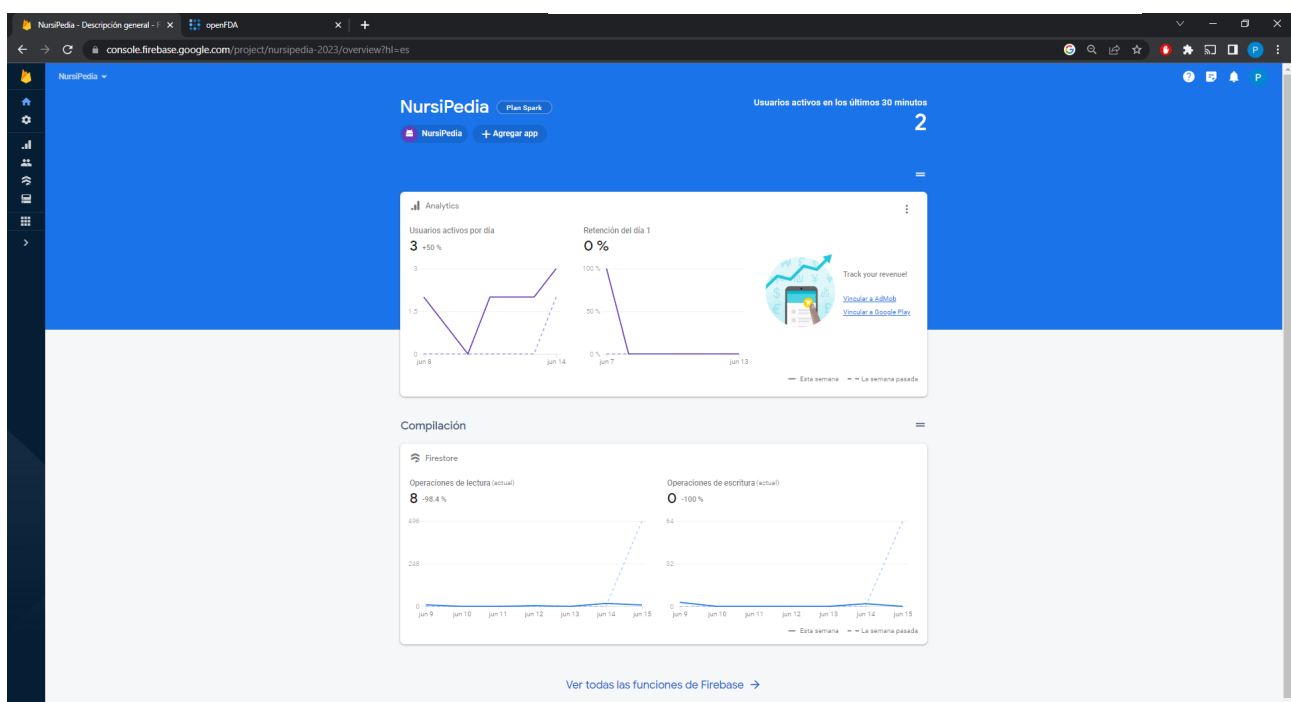 NursiPedia - Descripción general - F
openFDA
console.firebase.google.com/project/nursipedia-2023/overview?hl=es
P
NursiPedia
P
NursiPedia
Plan Spark
Usuarios activos en los últimos 30 minutos
2
NursiPedia
+ Agregar app
Analytics
Usuarios activos por día
3 +50 %
3
1.5
0
jun 8
jun 14
Retención del día 1
0 %
100 %
50 %
0 %
jun 7
jun 13
Track your revenue!
Vincular a AdMob
Vincular a Google Play
Esta semana
La semana pasada
Compilación
Firestore
Operaciones de lectura (actual)
8 -98.4 %
496
248
0
jun 9 jun 10 jun 11 jun 12 jun 13 jun 14 jun 15
Operaciones de escritura (actual)
0 -100 %
64
32
0
jun 9 jun 10 jun 11 jun 12 jun 13 jun 14 jun 15
Esta semana
La semana pasada
Ver todas las funciones de Firebase →